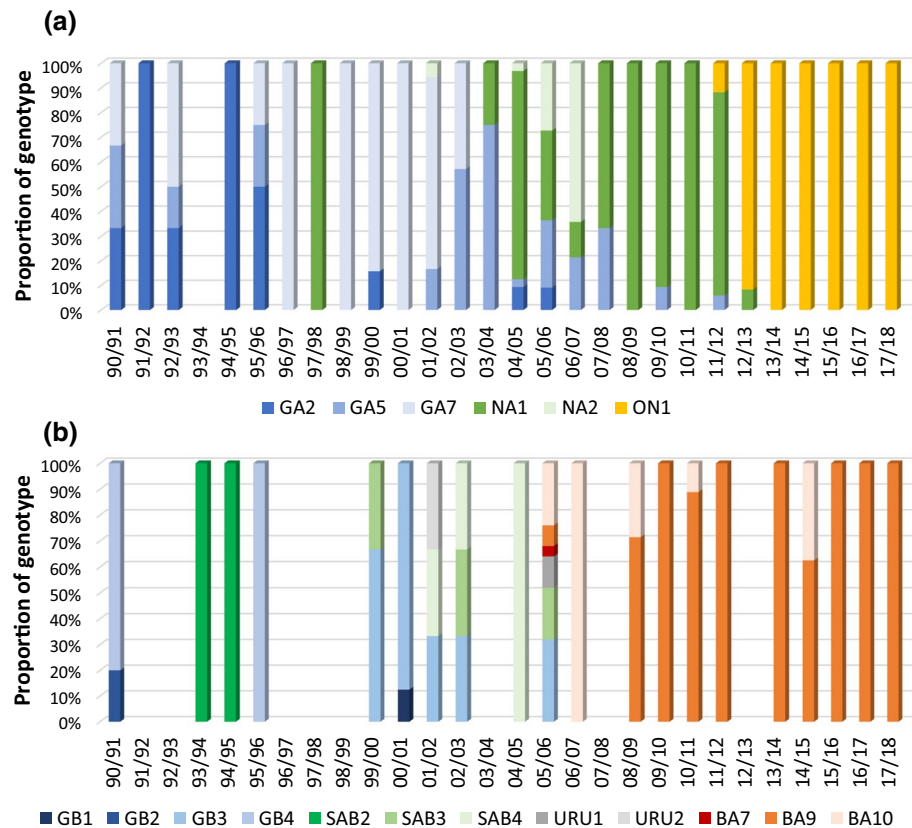 (a)
Proportion of genotype
100%
90%
80%
70%
60%
50%
40%
30%
20%
10%
0%
90/91 91/92 92/93 93/94 94/95 95/96 96/97 97/98 98/99 99/00 00/01 01/02 02/03 03/04 04/05 05/06 06/07 07/08 08/09 09/10 10/11 11/12 12/13 13/14 14/15 15/16 16/17 17/18
GA2 GA5 GA7 NA1 NA2 ON1
(b)
Proportion of genotype
100%
90%
80%
70%
60%
50%
40%
30%
20%
10%
0%
90/91 91/92 92/93 93/94 94/95 95/96 96/97 97/98 98/99 99/00 00/01 01/02 02/03 03/04 04/05 05/06 06/07 07/08 08/09 09/10 10/11 11/12 12/13 13/14 14/15 15/16 16/17 17/18
GB1 GB2 GB3 GB4 SAB2 SAB3 SAB4 URU1 URU2 BA7 BA9 BA10